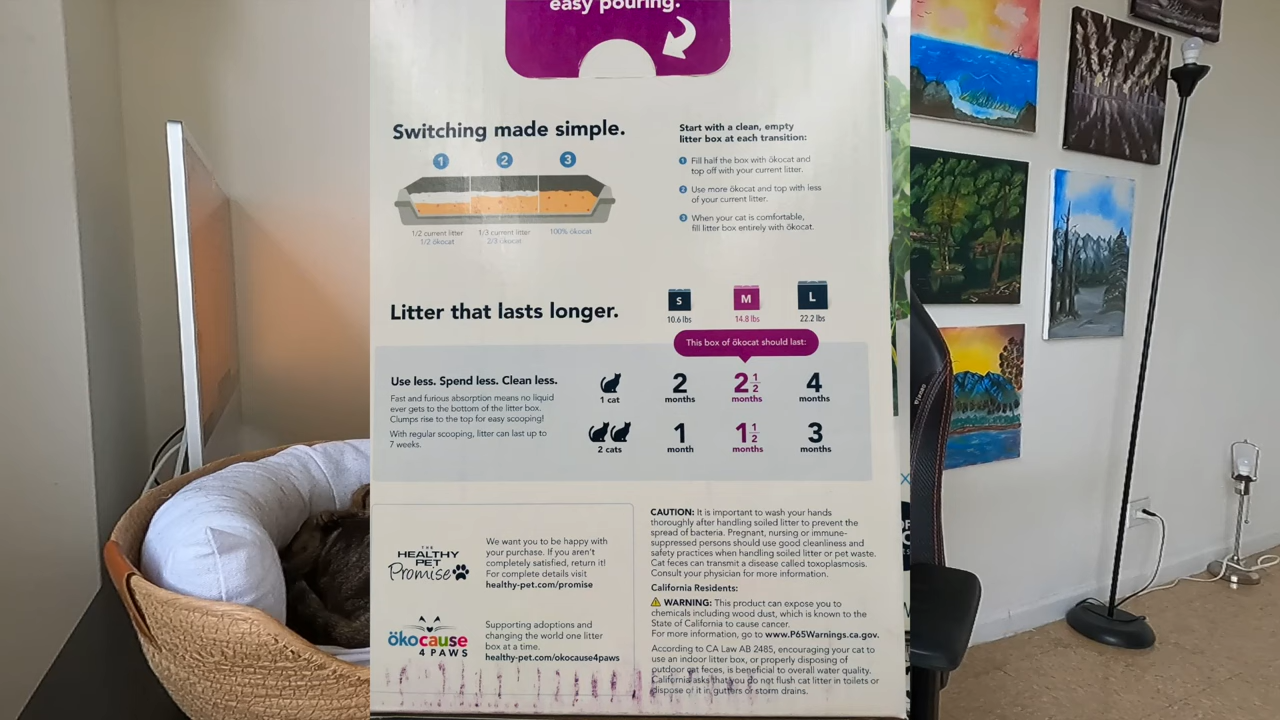 easy pouring.
Switching made simple.
1 2 3
1/2 current litter
1/2 ökocat
1/3 current litter
2/3 ökocat
100% ökocat
Start with a clean, empty
litter box at each transition:
1 Fill half the box with ökocat and
top off with your current litter.
2 Use more ökocat and top with less
of your current litter.
3 When your cat is comfortable,
fill litter box entirely with ökocat.
Litter that lasts longer.
S M L
10.6 lbs 14.8 lbs 22.2 lbs
This box of ökocat should last:
Use less. Spend less. Clean less.
Fast and furious absorption means no liquid
ever gets to the bottom of the litter box.
Clumps rise to the top for easy scooping!
With regular scooping, litter can last up to
7 weeks.
1 cat
2 months
2 1/2 months
4 months
2 cats
1 month
1 1/2 months
3 months
THE
HEALTHY
PET
Promise
We want you to be happy with
your purchase. If you aren't
completely satisfied, return it!
For complete details visit
healthy-pet.com/promise
ökocause
4 PAWS
Supporting adoptions and
changing the world one litter
box at a time.
healthy-pet.com/okocause4paws
CAUTION: It is important to wash your hands
thoroughly after handling soiled litter to prevent the
spread of bacteria. Pregnant, nursing or immune-
suppressed persons should use good cleanliness and
safety practices when handling soiled litter or pet waste.
Cat feces can transmit a disease called toxoplasmosis.
Consult your physician for more information.
California Residents:
WARNING: This product can expose you to
chemicals including wood dust, which is known to the
State of California to cause cancer.
For more information, go to www.P65Warnings.ca.gov.
According to CA Law AB 2485, encouraging your cat to
use an indoor litter box, or properly disposing of
outdoor cat feces, is beneficial to overall water quality.
California asks that you do not flush cat litter in toilets or
dispose of it in gutters or storm drains.